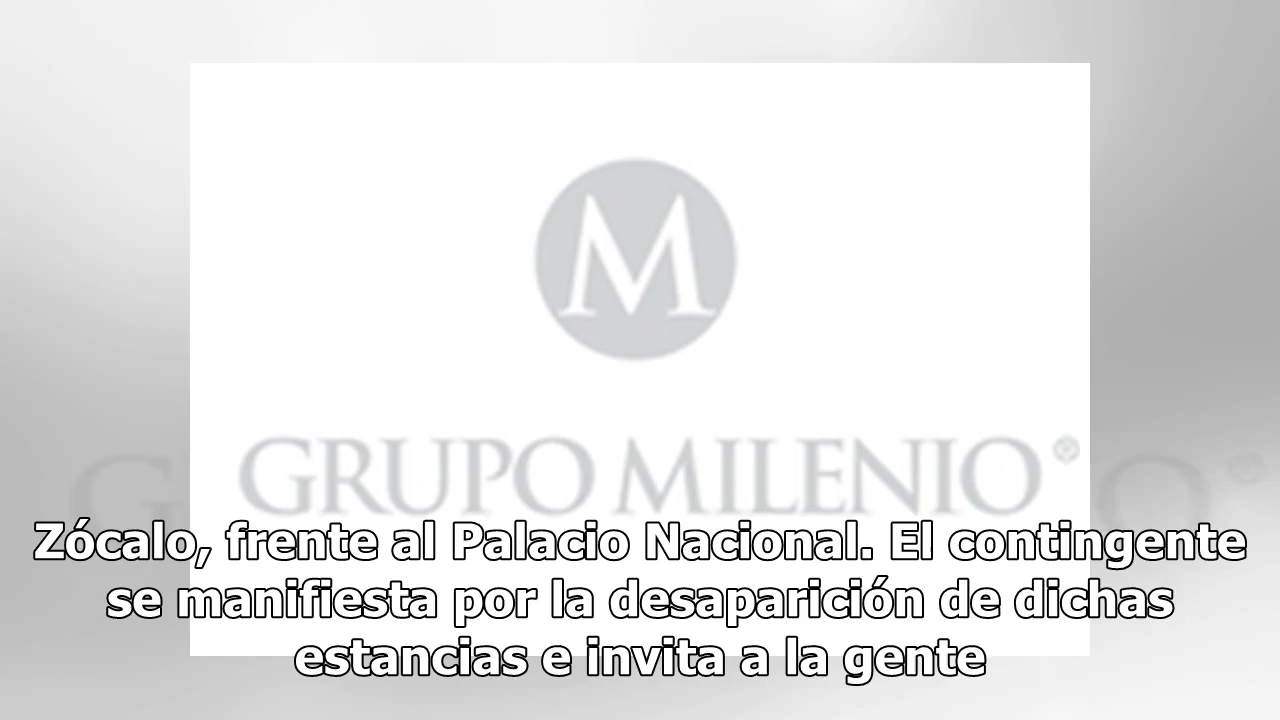 M
GRUPO MILENIO®
Zócalo, frente al Palacio Nacional. El contingente
se manifiesta por la desaparición de dichas
estancias e invita a la gente